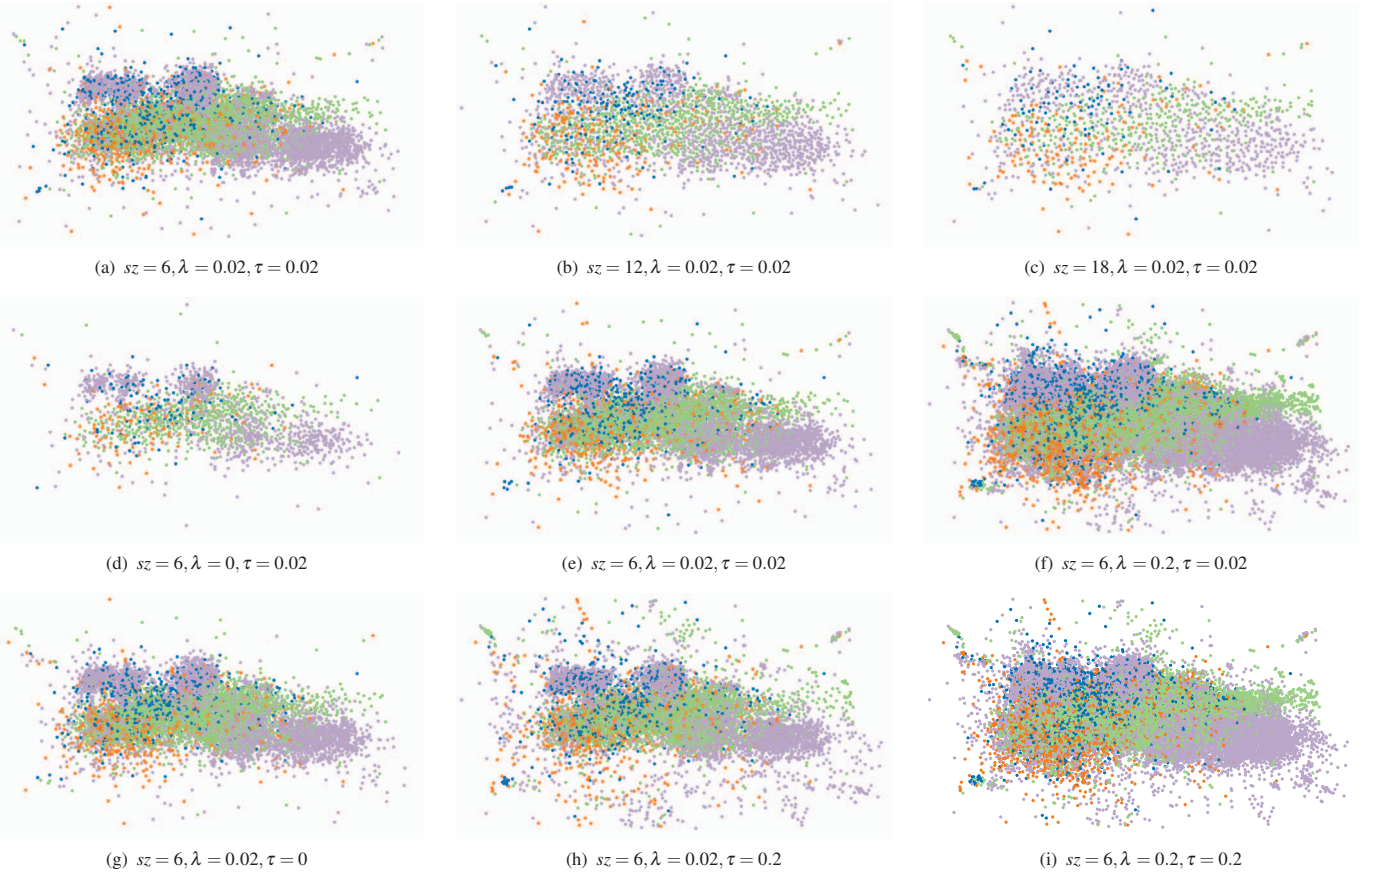 (a) sz = 6, λ = 0.02, τ = 0.02
(b) sz = 12, λ = 0.02, τ = 0.02
(c) sz = 18, λ = 0.02, τ = 0.02
(d) sz = 6, λ = 0, τ = 0.02
(e) sz = 6, λ = 0.02, τ = 0.02
(f) sz = 6, λ = 0.2, τ = 0.02
(g) sz = 6, λ = 0.02, τ = 0
(h) sz = 6, λ = 0.02, τ = 0.2
(i) sz = 6, λ = 0.2, τ = 0.2